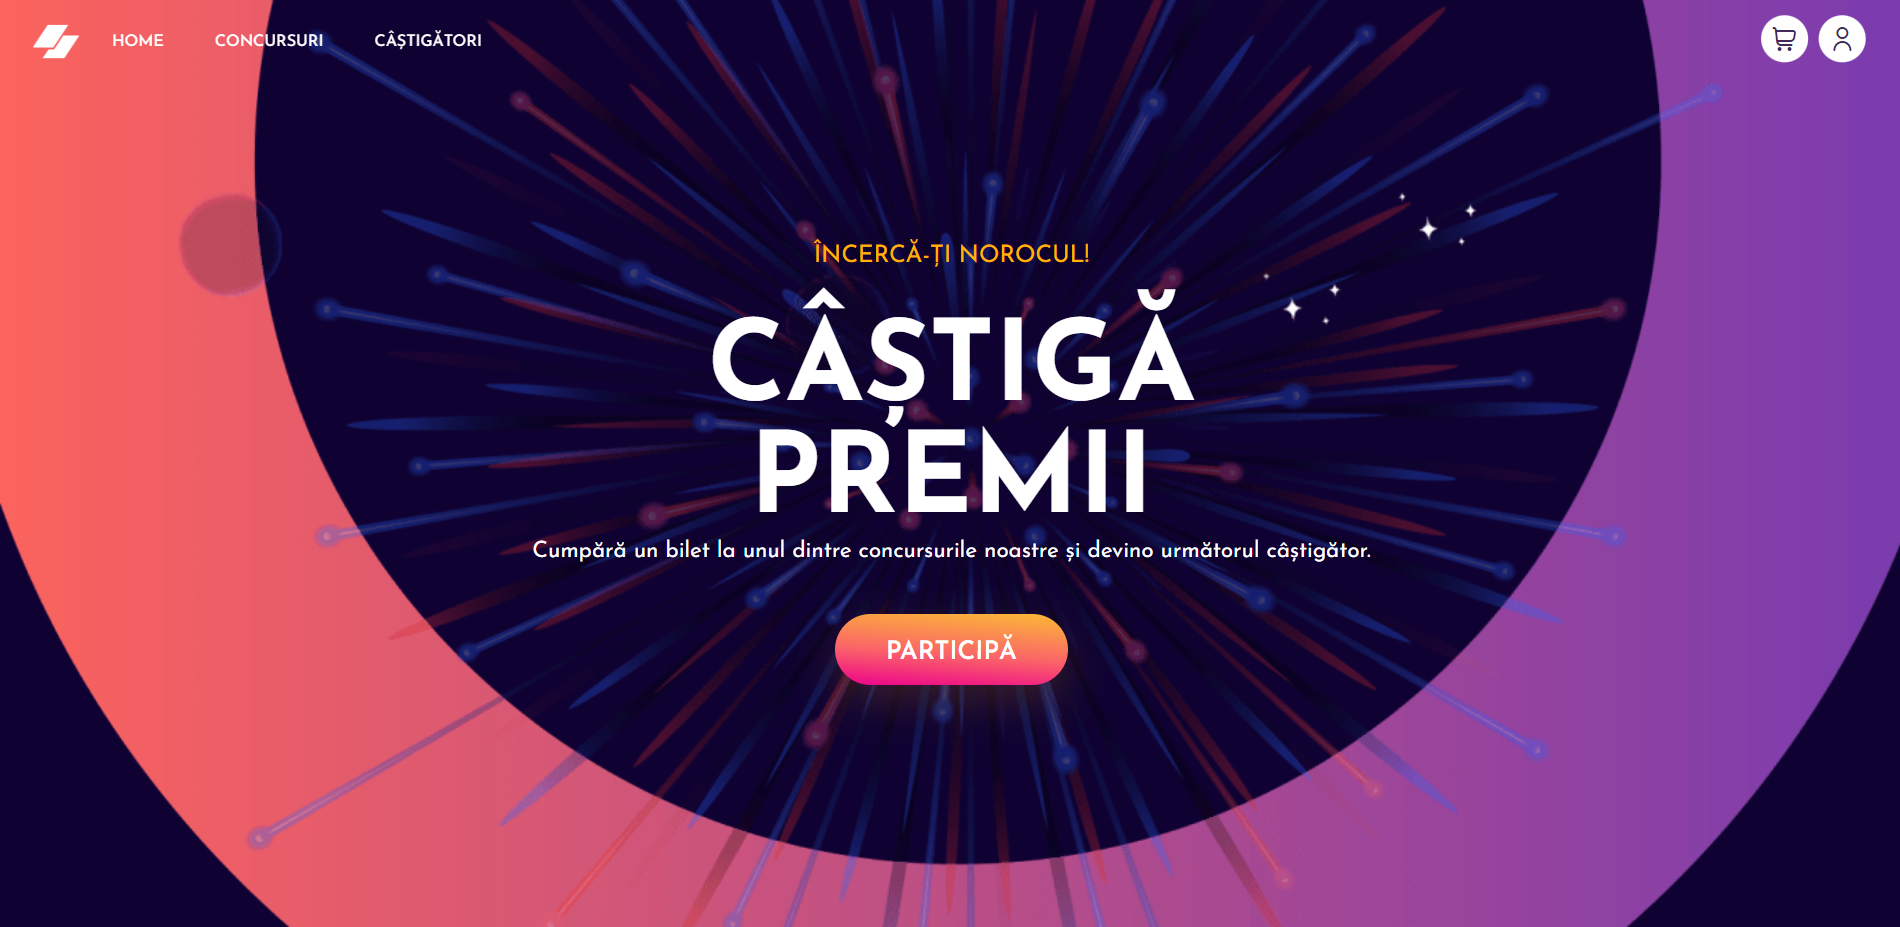 HOME CONCURSURI CÂȘTIGĂTORI
ÎNCERCĂ-ȚI NOROCUL!
CÂȘTIGĂ
PREMII
Cumpără un bilet la unul dintre concursurile noastre și devino următorul câștigător.
PARTICIPĂ